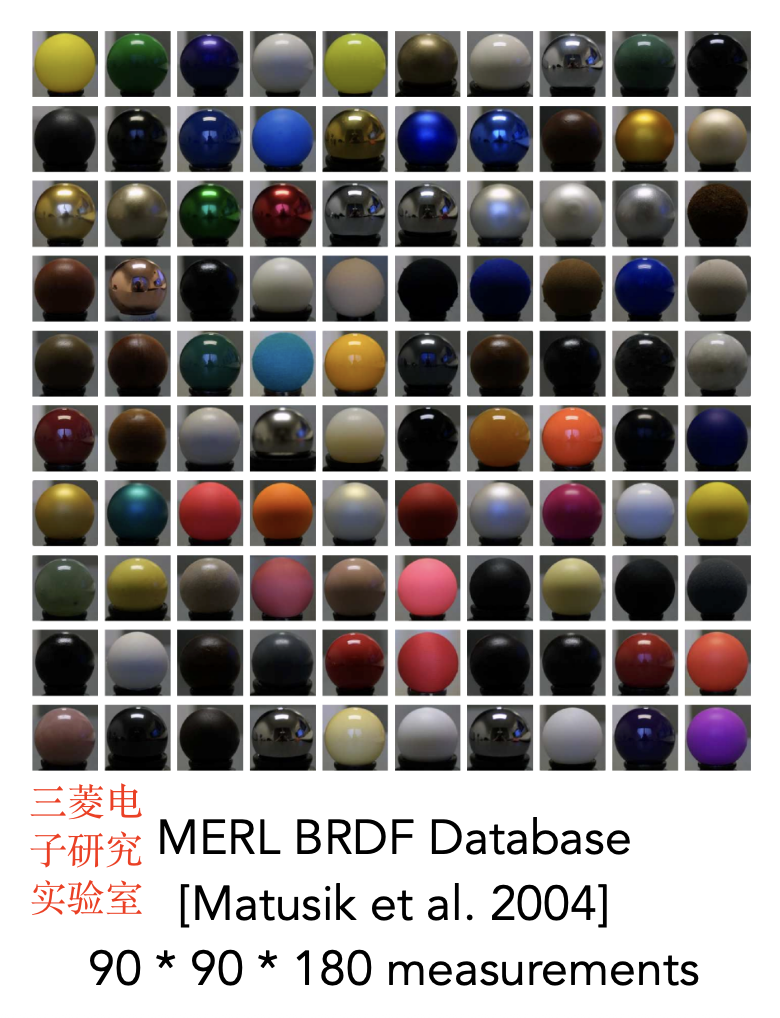 三菱电
子研究
实验室
MERL BRDF Database
[Matusik et al. 2004]
90 * 90 * 180 measurements